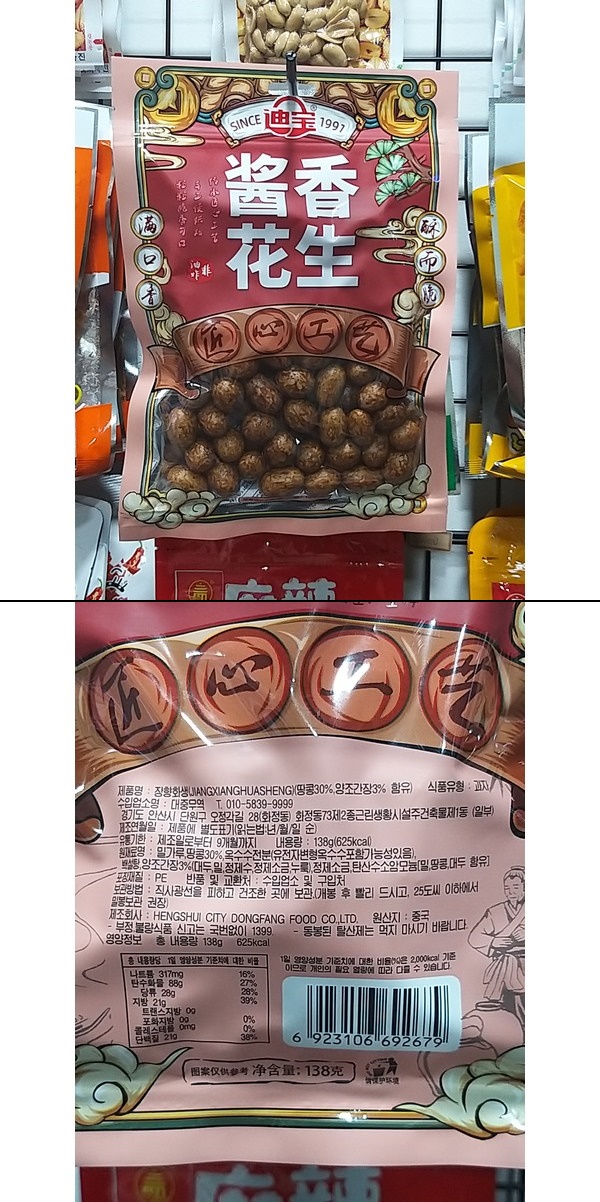 SINCE 迪宝® 1991
酱香
花生
满口香
酥而脆
非油炸
匠心工艺
麻辣
匠心工艺
제품명 : 장향화생(JIANGXIANGHUASHENG)(땅콩30%,양조간장3% 함유) 식품유형 : 과자
수입업소명 : 대중무역 T. 010-5839-9999
경기도 안산시 단원구 오정각길 28(화정동) 화정동73제2종근린생활시설주건축물제1동 (일부)
제조연월일 : 제품에 별도표기(읽는법:년/월/일 순)
유통기한 : 제조일로부터 9개월까지 내용량 : 138g(625kcal)
원재료명 : 밀가루,땅콩30%,옥수수전분(유전자변형옥수수포함가능성있음),
백설탕,양조간장3%(대두,밀,정제수,정제소금,누룩),정제소금,탄산수소암모늄(밀,땅콩,대두 함유)
포장재질 : PE 반품 및 교환처 : 수입업소 및 구입처
보관방법 : 직사광선을 피하고 건조한 곳에 보관.(개봉 후 빨리 드시고, 25도씨 이하에서
밀봉보관 권장)
제조회사 : HENGSHUI CITY DONGFANG FOOD CO.,LTD. 원산지 : 중국
- 부정,불량식품 신고는 국번없이 1399. - 동봉된 탈산제는 먹지 마시기 바랍니다.
영양정보 총 내용량 138g 625kcal
총 내용량당 1일 영양성분 기준치에 대한 비율
나트륨 317mg 16%
탄수화물 88g 27%
당류 28g 28%
지방 21g 39%
트랜스지방 0g
포화지방 0g 0%
콜레스테롤 0mg 0%
단백질 21g 38%
1일 영양성분 기준치에 대한 비율(%)은 2,000kcal 기준
이므로 개인의 필요 열량에 따라 다를 수 있습니다.
6 923106 692679
图案仅供参考 净含量: 138克
请保护环境
麻辣